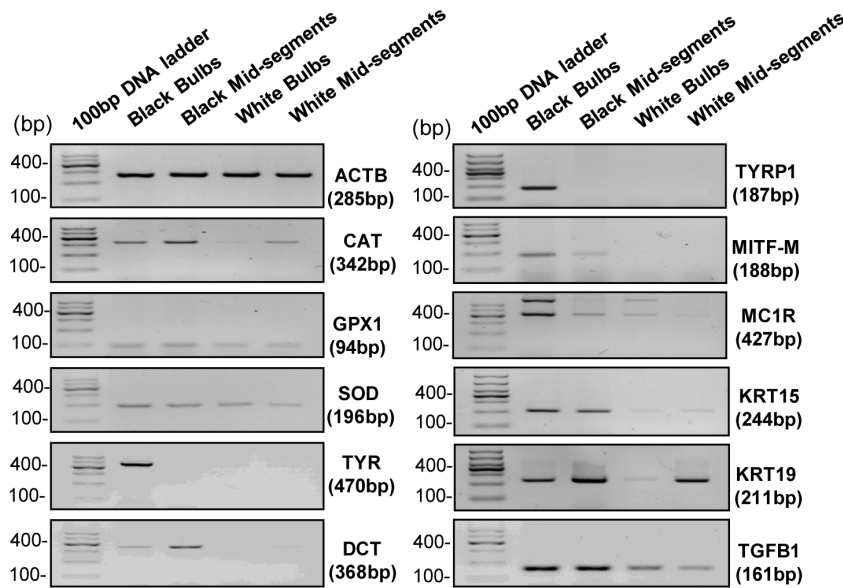 100bp DNA ladder
Black Bulbs
Black Mid-segments
White Bulbs
White Mid-segments
(bp)
400-
100-
ACTB
(285bp)
400-
100-
CAT
(342bp)
400-
100-
GPX1
(94bp)
400-
100-
SOD
(196bp)
400-
100-
TYR
(470bp)
400-
100-
DCT
(368bp)
100bp DNA ladder
Black Bulbs
Black Mid-segments
White Bulbs
White Mid-segments
(bp)
400-
100-
TYRP1
(187bp)
400-
100-
MITF-M
(188bp)
400-
100-
MC1R
(427bp)
400-
100-
KRT15
(244bp)
400-
100-
KRT19
(211bp)
400-
100-
TGFB1
(161bp)